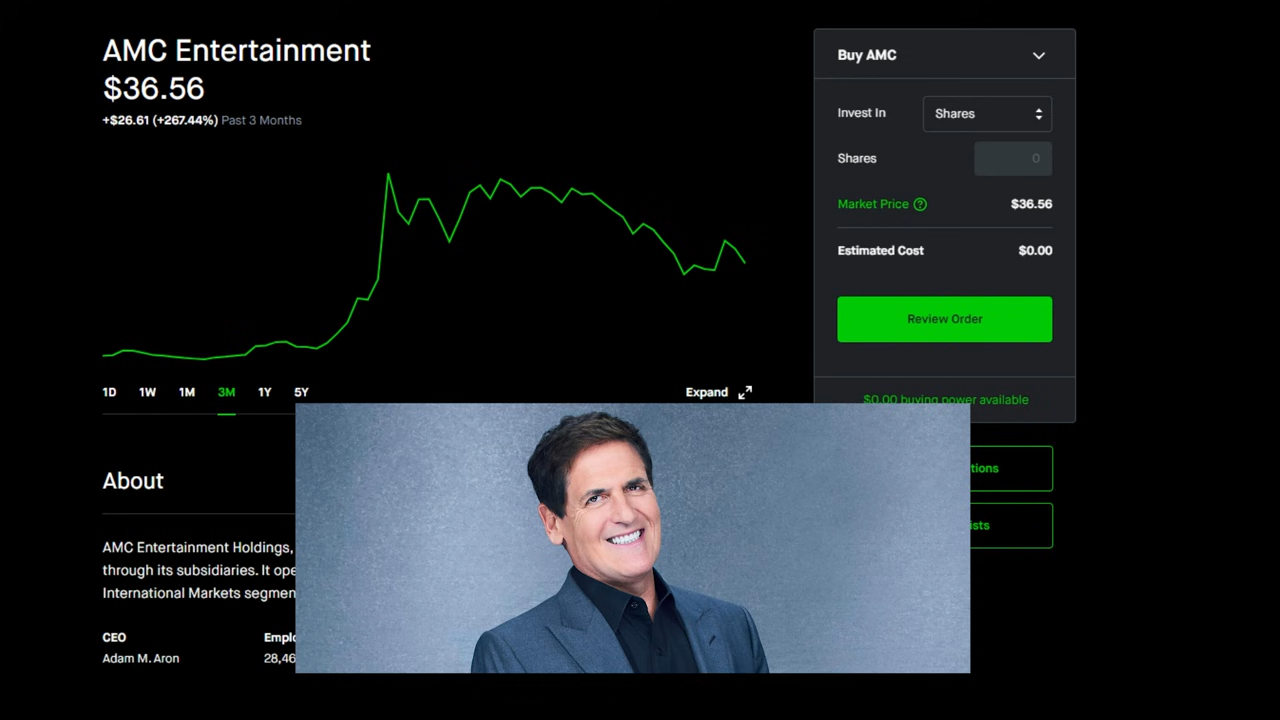 AMC Entertainment
$36.56
+$26.61 (+267.44%) Past 3 Months
1D 1W 1M 3M 1Y 5Y
Expand
About
AMC Entertainment Holdings,
through its subsidiaries. It
International Markets
CEO
Adam M. Aron
Buy AMC
Invest In Shares
Shares 0
Market Price ? $36.56
Estimated Cost $0.00
Review Order
$0.00 buying power available